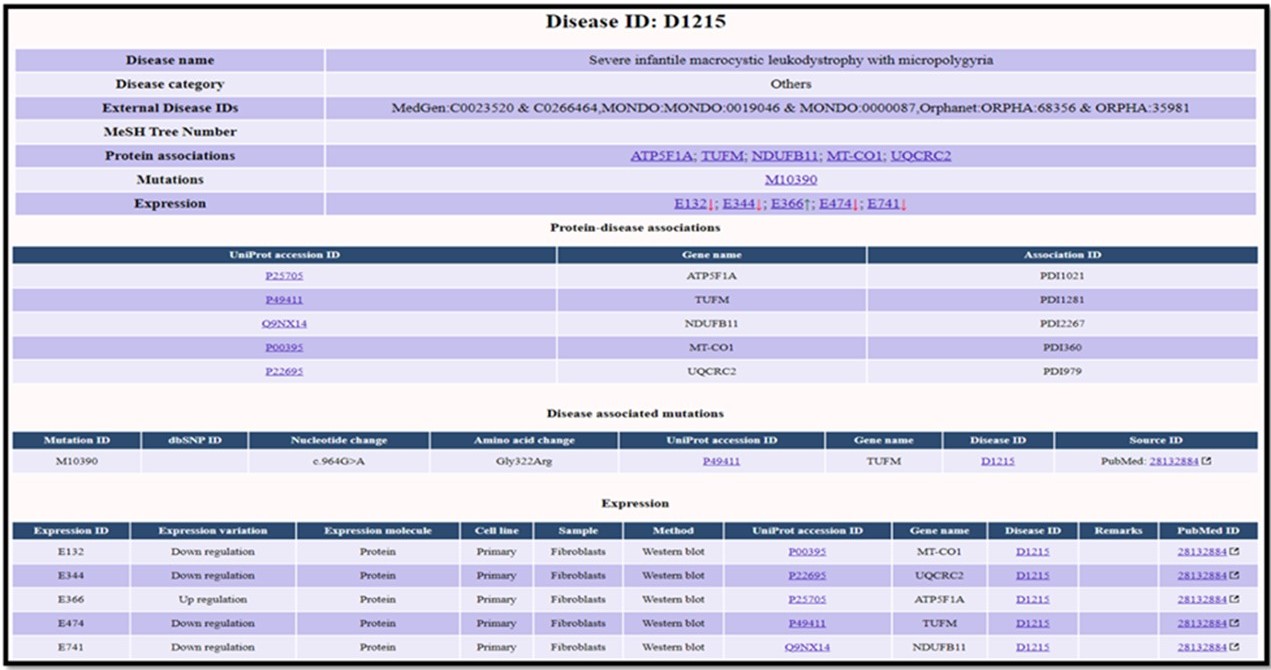 Disease ID: D1215
Disease name Severe infantile macrocystic leukodystrophy with micropolygyria
Disease category Others
External Disease IDs MedGen:C0023520 & C0266464,MONDO:MONDO:0019046 & MONDO:0000087,Orphanet:ORPHA:68356 & ORPHA:35981
MeSH Tree Number
Protein associations ATP5F1A; TUFM; NDUFB11; MT-CO1; UQCRC2
Mutations M10390
Expression E132↓; E344↓; E366↑; E474↓; E741↓
Protein-disease associations
UniProt accession ID Gene name Association ID
P25705 ATP5F1A PDI1021
P49411 TUFM PDI1281
Q9NX14 NDUFB11 PDI2267
P00395 MT-CO1 PDI360
P22695 UQCRC2 PDI979
Disease associated mutations
Mutation ID dbSNP ID Nucleotide change Amino acid change UniProt accession ID Gene name Disease ID Source ID
M10390 c.964G>A Gly322Arg P49411 TUFM D1215 PubMed: 28132884
Expression
Expression ID Expression variation Expression molecule Cell line Sample Method UniProt accession ID Gene name Disease ID Remarks PubMed ID
E132 Down regulation Protein Primary Fibroblasts Western blot P00395 MT-CO1 D1215 28132884
E344 Down regulation Protein Primary Fibroblasts Western blot P22695 UQCRC2 D1215 28132884
E366 Up regulation Protein Primary Fibroblasts Western blot P25705 ATP5F1A D1215 28132884
E474 Down regulation Protein Primary Fibroblasts Western blot P49411 TUFM D1215 28132884
E741 Down regulation Protein Primary Fibroblasts Western blot Q9NX14 NDUFB11 D1215 28132884